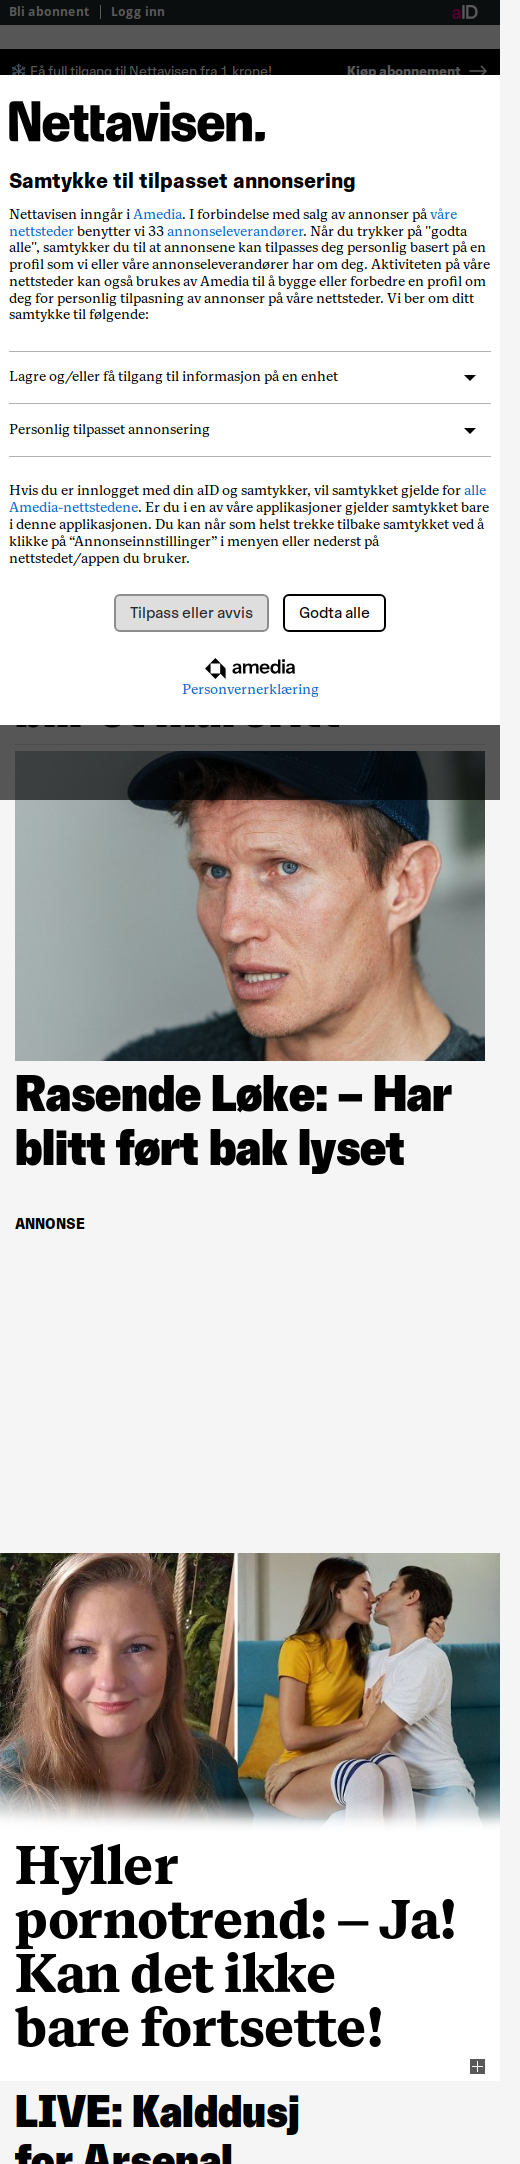 Bli abonnent | Logg inn
aID
Få full tilgang til Nettavisen fra 1 krone! Kjøp abonnement →
Nettavisen.
Samtykke til tilpasset annonsering
Nettavisen inngår i Amedia. I forbindelse med salg av annonser på våre
nettsteder benytter vi 33 annonseleverandører. Når du trykker på "godta
alle", samtykker du til at annonsene kan tilpasses deg personlig basert på en
profil som vi eller våre annonseleverandører har om deg. Aktiviteten på våre
nettsteder kan også brukes av Amedia til å bygge eller forbedre en profil om
deg for personlig tilpasning av annonser på våre nettsteder. Vi ber om ditt
samtykke til følgende:
Lagre og/eller få tilgang til informasjon på en enhet
Personlig tilpasset annonsering
Hvis du er innlogget med din aID og samtykker, vil samtykket gjelde for alle
Amedia-nettstedene. Er du i en av våre applikasjoner gjelder samtykket bare
i denne applikasjonen. Du kan når som helst trekke tilbake samtykket ved å
klikke på “Annonseinnstillinger” i menyen eller nederst på
nettstedet/appen du bruker.
Tilpass eller avvis Godta alle
amedia
Personvernerklæring
Rasende Løke: – Har
blitt ført bak lyset
ANNONSE
Hyller
pornotrend: – Ja!
Kan det ikke
bare fortsette!
LIVE: Kalddusj
for Arsenal